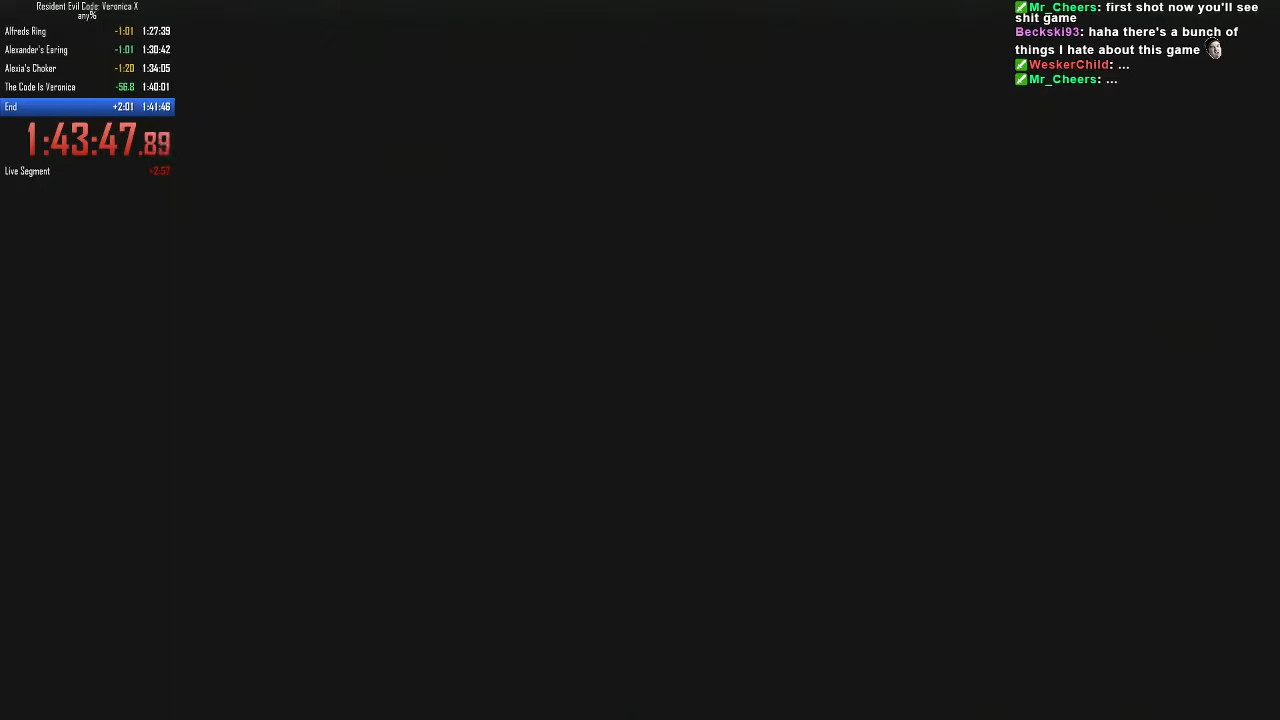 Resident Evil Code: Veronica X
any%
Alfreds Ring -1:01 1:27:39
Alexander's Earing -1:01 1:30:42
Alexia's Choker -1:20 1:34:05
The Code Is Veronica -56.8 1:40:01
End +2:01 1:41:46
1:43:47.89
Live Segment +2:57
Mr_Cheers: first shot now you'll see
shit game
Beckski93: haha there's a bunch of
things I hate about this game
WeskerChild: ...
Mr_Cheers: ...